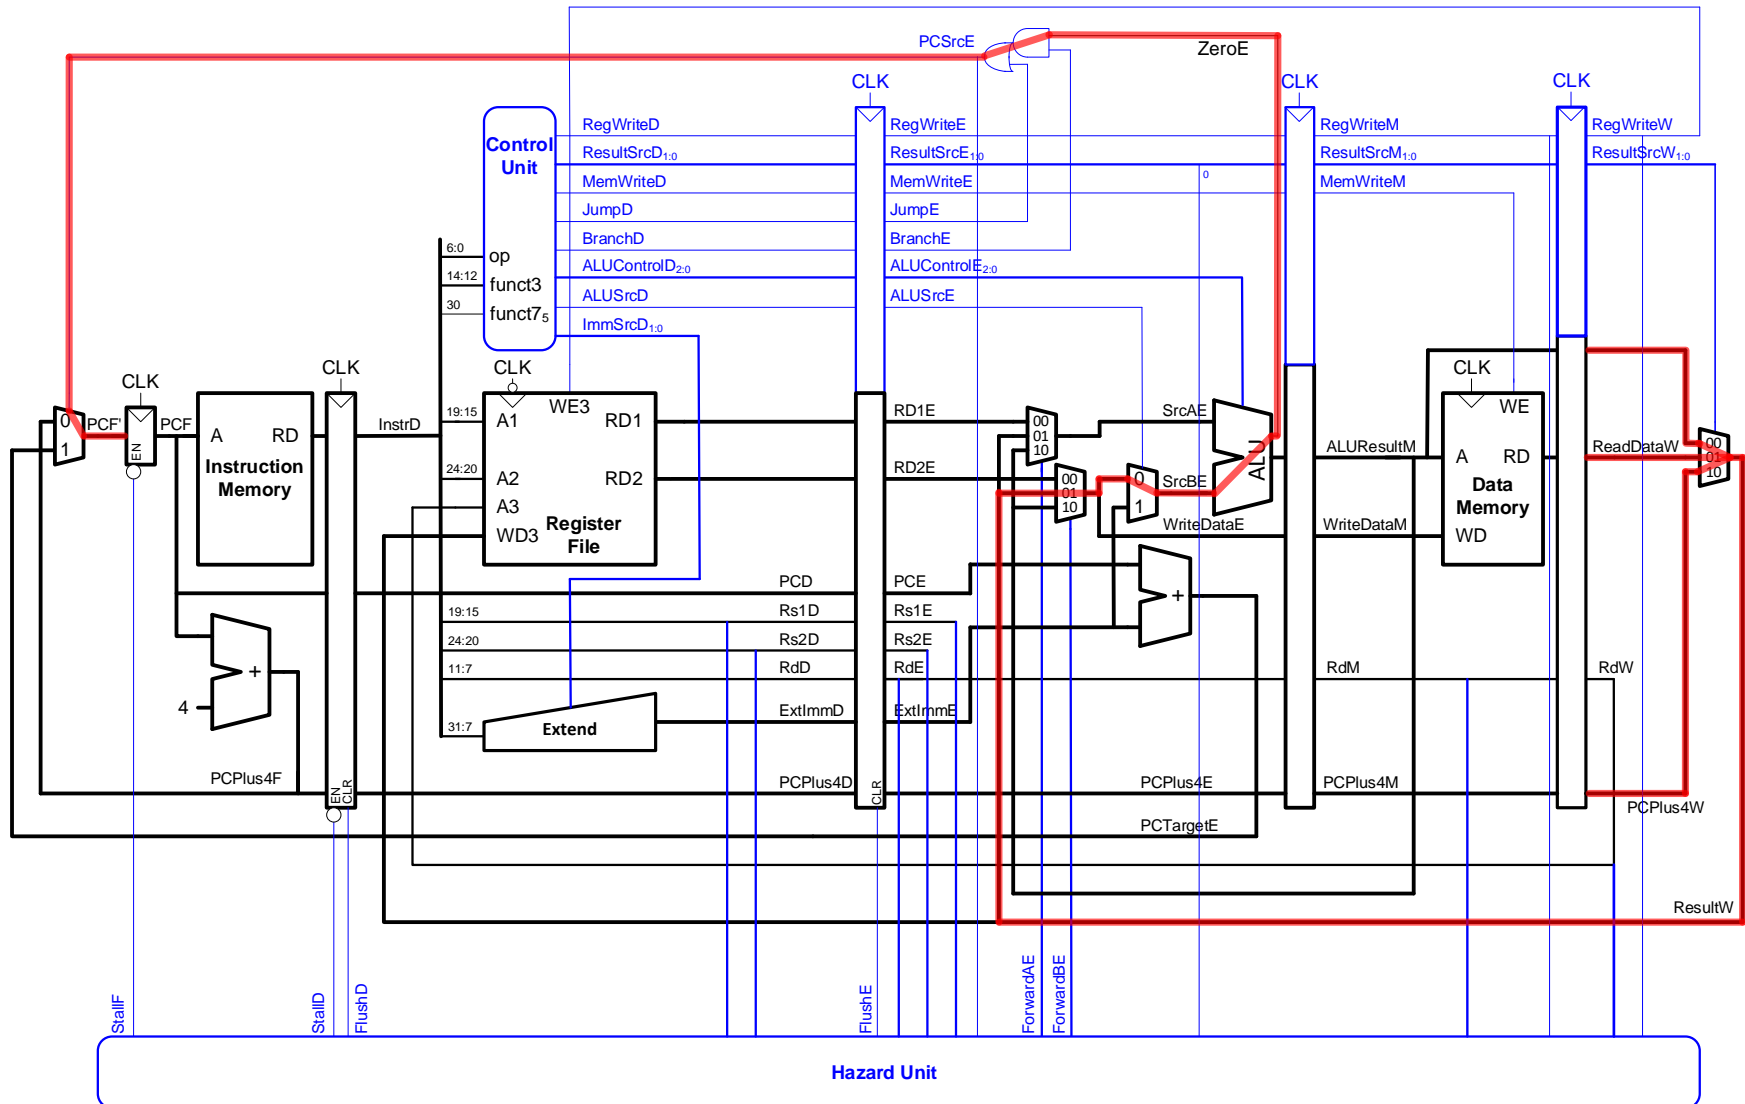 PCSrcE
ZeroE
CLK
CLK
CLK
Control
Unit
RegWriteD
RegWriteE
RegWriteM
RegWriteW
ResultSrcD1:0
ResultSrcE1:0
ResultSrcM1:0
ResultSrcW1:0
0
MemWriteD
MemWriteE
MemWriteM
JumpD
JumpE
BranchD
BranchE
6:0
op
ALUControlD2:0
ALUControlE2:0
14:12
funct3
ALUSrcD
ALUSrcE
30
funct75
ImmSrcD1:0
CLK
CLK
CLK
CLK
0
1
PCF'
EN
PCF
A
RD
Instruction
Memory
InstrD
19:15
A1
WE3
RD1
RD1E
00
01
10
SrcAE
ALU
ALUResultM
WE
A
RD
Data
Memory
WD
ReadDataW
00
01
10
24:20
A2
RD2
RD2E
00
01
10
0
1
SrcBE
A3
WD3
Register
File
WriteDataE
WriteDataM
PCD
PCE
+
19:15
Rs1D
Rs1E
24:20
Rs2D
Rs2E
11:7
RdD
RdE
RdM
RdW
+
4
31:7
Extend
ExtImmD
ExtImmE
PCPlus4F
EN
CLR
PCPlus4D
CLR
PCPlus4E
PCPlus4M
PCPlus4W
PCTargetE
ResultW
StallF
StallD
FlushD
FlushE
ForwardAE
ForwardBE
Hazard Unit